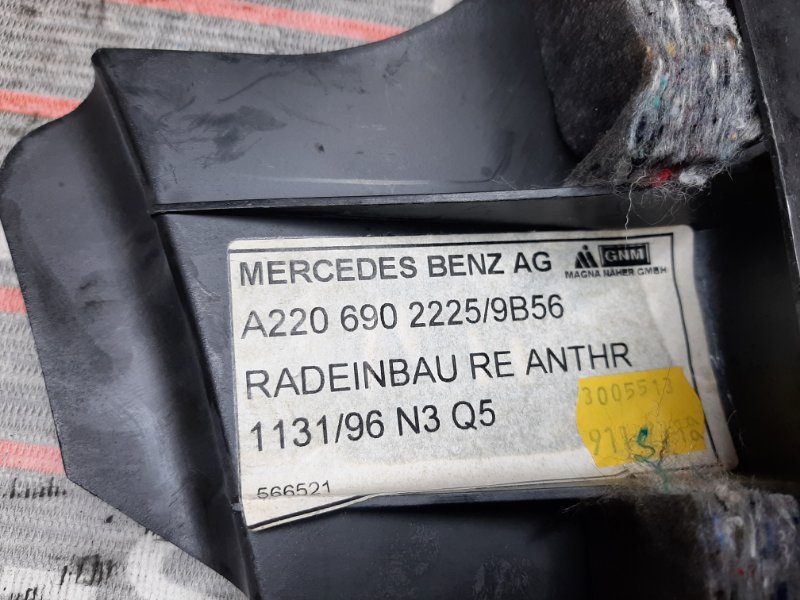 MERCEDES BENZ AG
GNM
MAGNA NÄHER GMBH
A220 690 2225/9B56
RADEINBAU RE ANTHR
1131/96 N3 Q5
3005513
566521